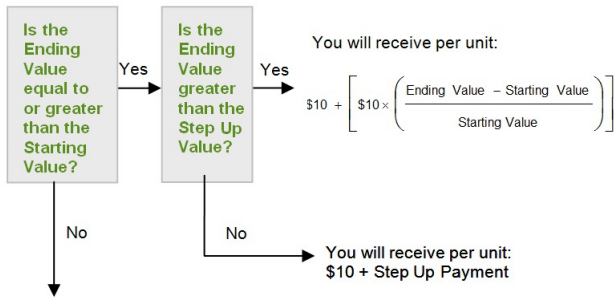 Is the
Ending
Value
equal to
or greater
than the
Starting
Value?
Yes
Is the
Ending
Value
greater
than the
Step Up
Value?
Yes
You will receive per unit:
$10 + [ $10 × ( Ending Value – Starting Value
Starting Value ) ]
No
No
You will receive per unit:
$10 + Step Up Payment